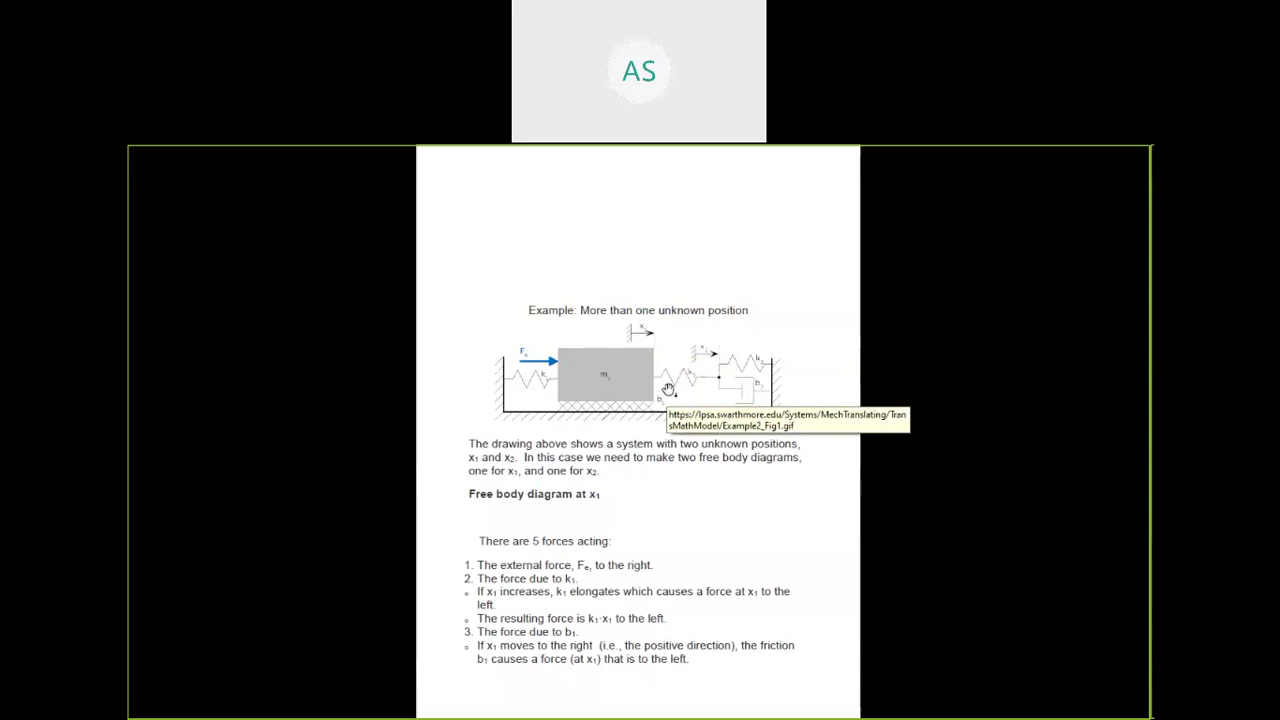 AS
Example: More than one unknown position
x
Fₑ
x
k
k
k
m
b
b
https://lpsa.swarthmore.edu/Systems/MechTranslating/Tran
sMathModel/Example2_Fig1.gif
The drawing above shows a system with two unknown positions,
x₁ and x₂. In this case we need to make two free body diagrams,
one for x₁, and one for x₂.
Free body diagram at x₁
There are 5 forces acting:
1. The external force, Fₑ, to the right.
2. The force due to k₁.
o If x₁ increases, k₁ elongates which causes a force at x₁ to the
left.
o The resulting force is k₁·x₁ to the left.
3. The force due to b₁.
o If x₁ moves to the right (i.e., the positive direction), the friction
b₁ causes a force (at x₁) that is to the left.